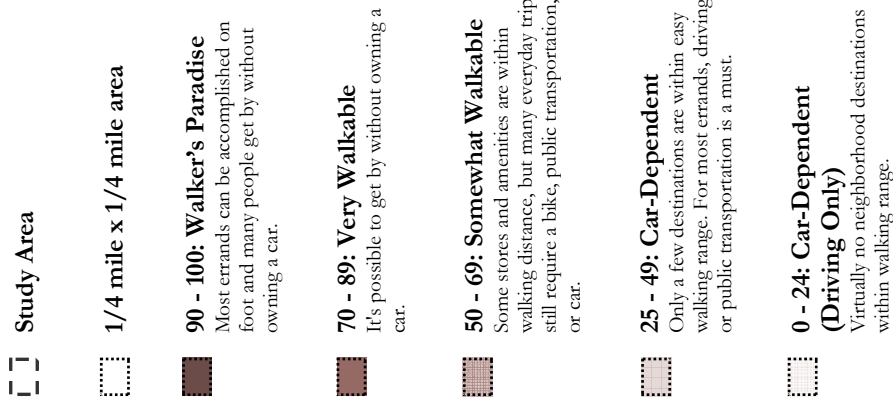 Study Area
1/4 mile x 1/4 mile area
90 - 100: Walker's Paradise
Most errands can be accomplished on
foot and many people get by without
owning a car.
70 - 89: Very Walkable
It's possible to get by without owning a
car.
50 - 69: Somewhat Walkable
Some stores and amenities are within
walking distance, but many everyday trip
still require a bike, public transportation,
or car.
25 - 49: Car-Dependent
Only a few destinations are within easy
walking range. For most errands, driving
or public transportation is a must.
0 - 24: Car-Dependent
(Driving Only)
Virtually no neighborhood destinations
within walking range.